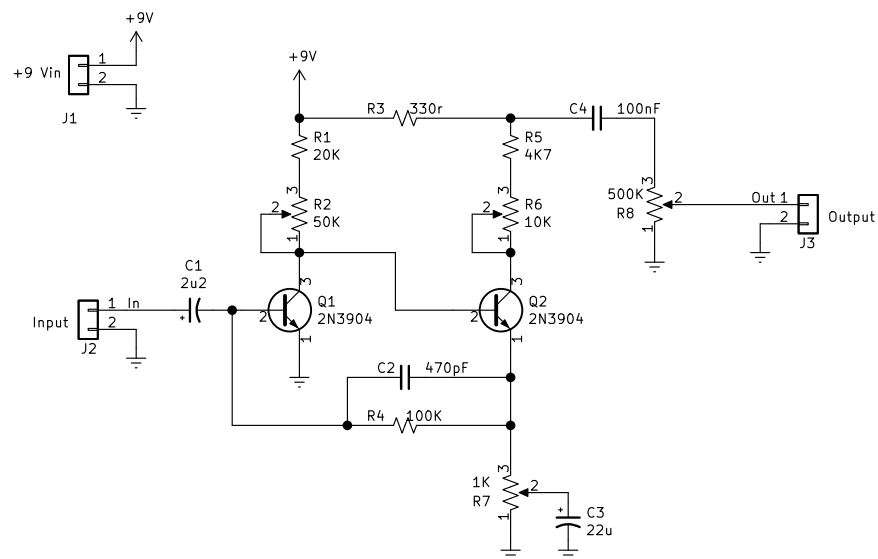 +9V
+9 Vin
1
2
J1
+9V
R3 330r
C4 100nF
R1
20K
R5
4K7
3
2
R2
50K
1
3
2
R6
10K
1
3
500K
R8
2
1
Out 1
2
J3
Output
C1
2u2
+
3
Q1
2N3904
2
1
3
Q2
2N3904
2
1
Input
1 In
2
J2
C2 470pF
R4 100K
3
1K
R7
2
1
+
C3
22u